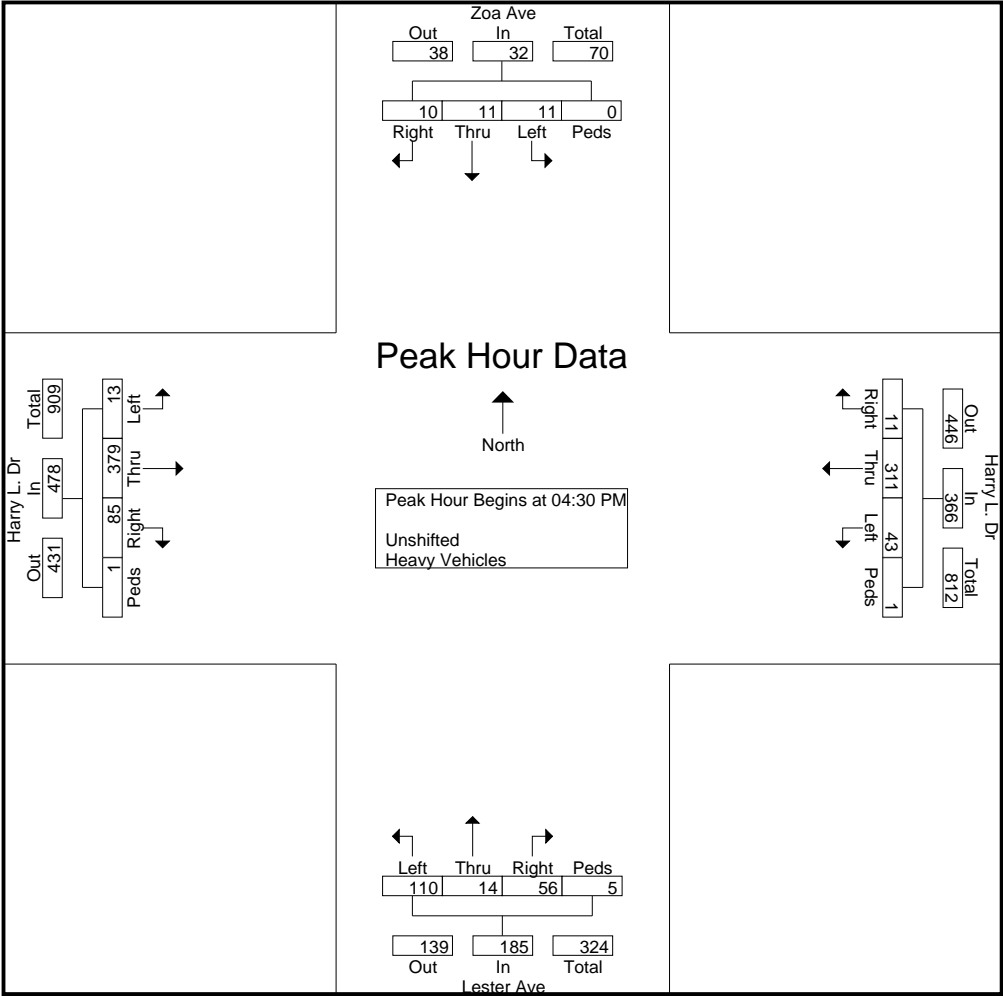 Zoa Ave
Out In Total
38 32 70
10 11 11 0
Right Thru Left Peds
Peak Hour Data
North
Peak Hour Begins at 04:30 PM
Unshifted
Heavy Vehicles
Harry L. Dr
Out In Total
431 478 909
1 85 379 13
Peds Right Thru Left
Harry L. Dr
Out In Total
446 366 812
11 311 43 1
Right Thru Left Peds
Left Thru Right Peds
110 14 56 5
139 185 324
Out In Total
Lester Ave